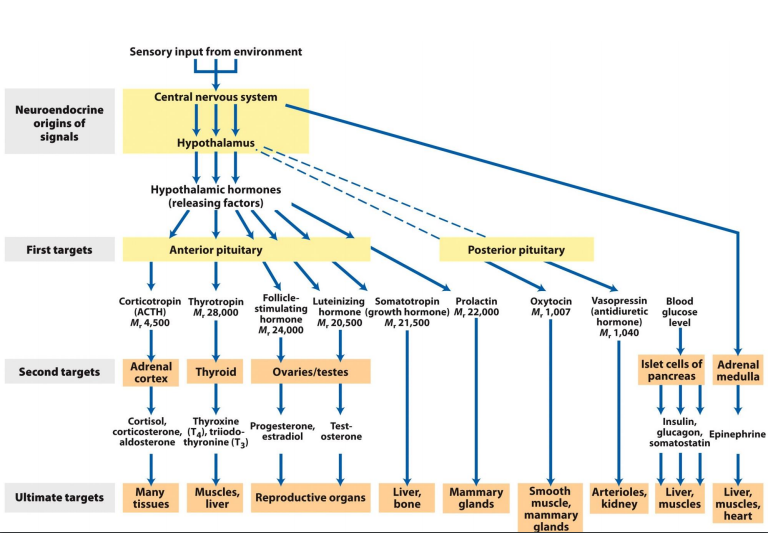 Sensory input from environment
Neuroendocrine
origins of
signals
Central nervous system
Hypothalamus
Hypothalamic hormones
(releasing factors)
First targets
Anterior pituitary
Posterior pituitary
Corticotropin
(ACTH)
Mr 4,500
Thyrotropin
Mr 28,000
Follicle-
stimulating
hormone
Mr 24,000
Luteinizing
hormone
Mr 20,500
Somatotropin
(growth hormone)
Mr 21,500
Prolactin
Mr 22,000
Oxytocin
Mr 1,007
Vasopressin
(antidiuretic
hormone)
Mr 1,040
Blood
glucose
level
Second targets
Adrenal
cortex
Thyroid
Ovaries/testes
Islet cells of
pancreas
Adrenal
medulla
Cortisol,
corticosterone,
aldosterone
Thyroxine
(T4), triiodo-
thyronine (T3)
Progesterone,
estradiol
Test-
osterone
Insulin,
glucagon,
somatostatin
Epinephrine
Ultimate targets
Many
tissues
Muscles,
liver
Reproductive organs
Liver,
bone
Mammary
glands
Smooth
muscle,
mammary
glands
Arterioles,
kidney
Liver,
muscles
Liver,
muscles,
heart